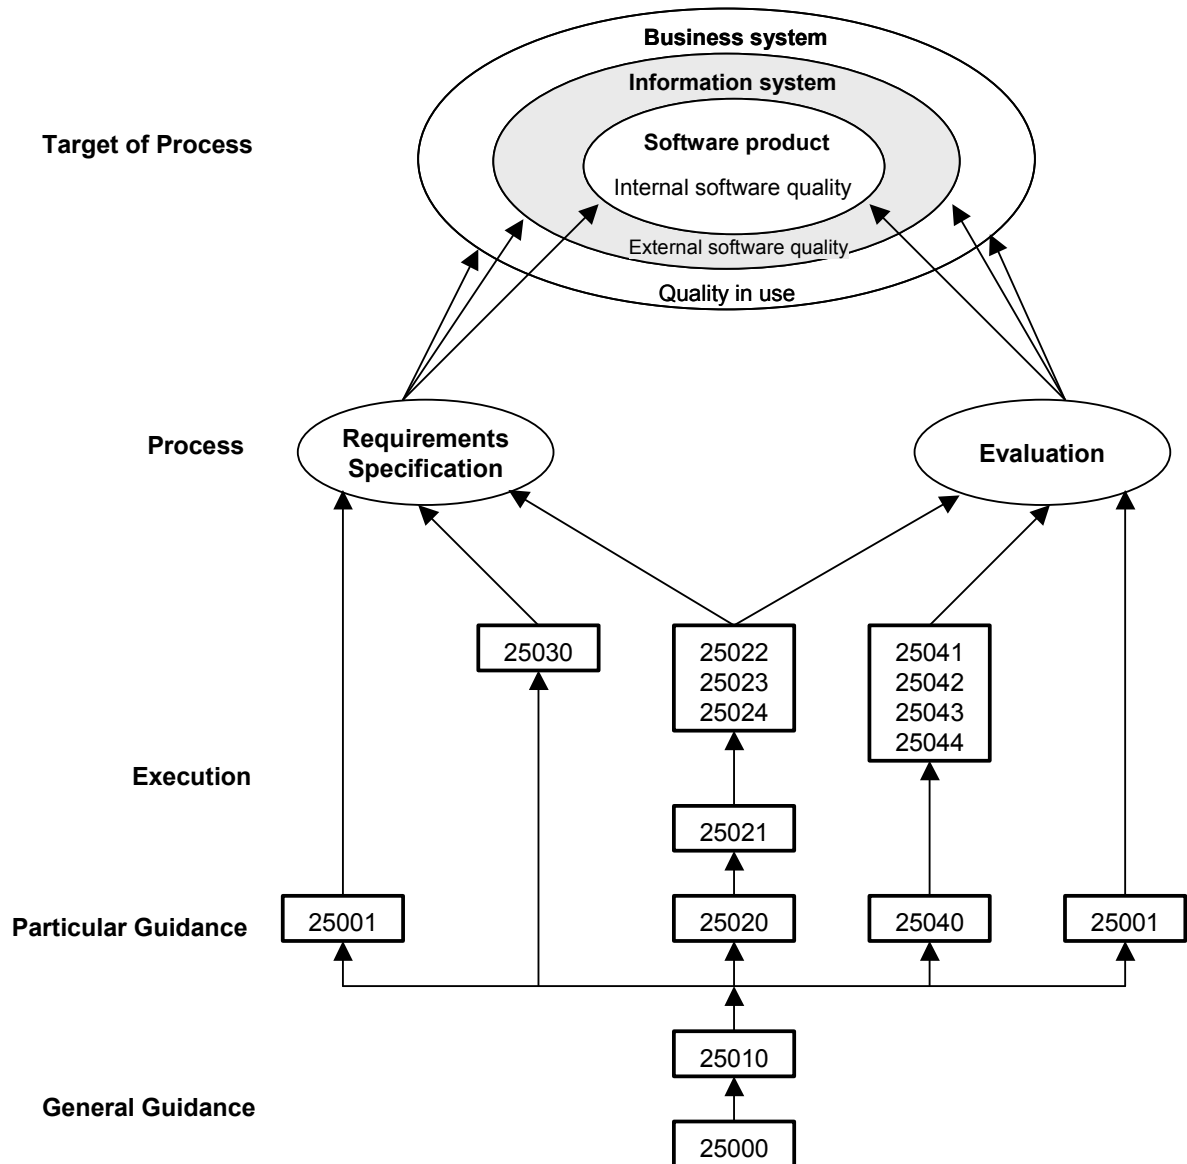 Business system
Information system
Target of Process
Software product
Internal software quality
External software quality
Quality in use
Process
Requirements
Specification
Evaluation
25030
25022
25023
25024
25041
25042
25043
25044
Execution
25021
Particular Guidance
25001
25020
25040
25001
25010
General Guidance
25000